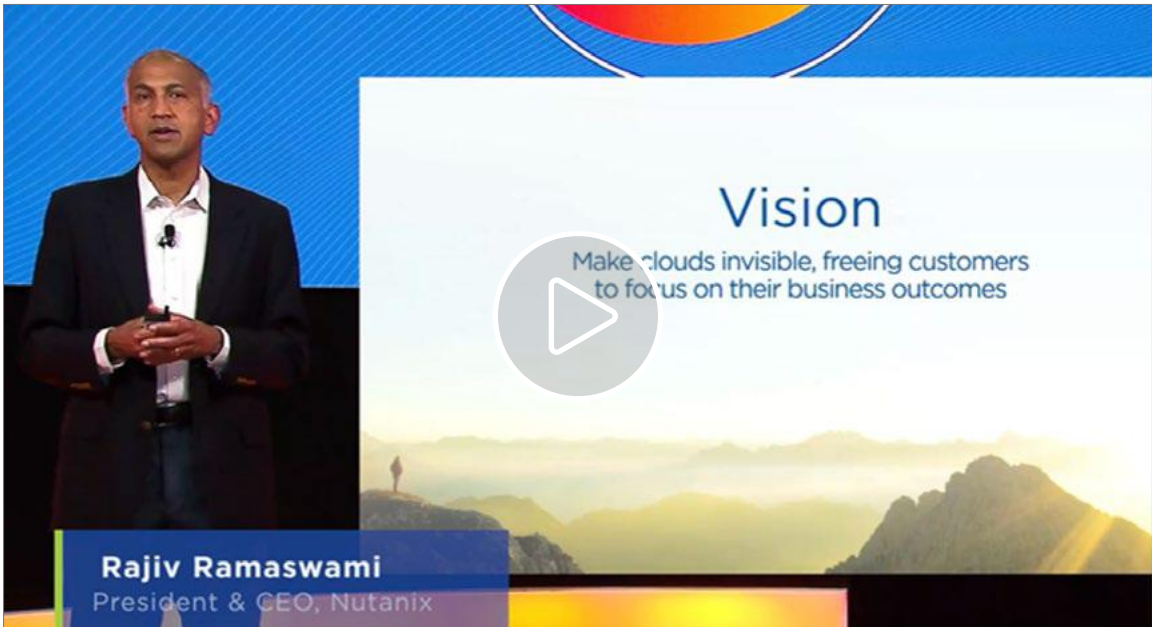 Vision
Make clouds invisible, freeing customers
to focus on their business outcomes
Rajiv Ramaswami
President & CEO, Nutanix